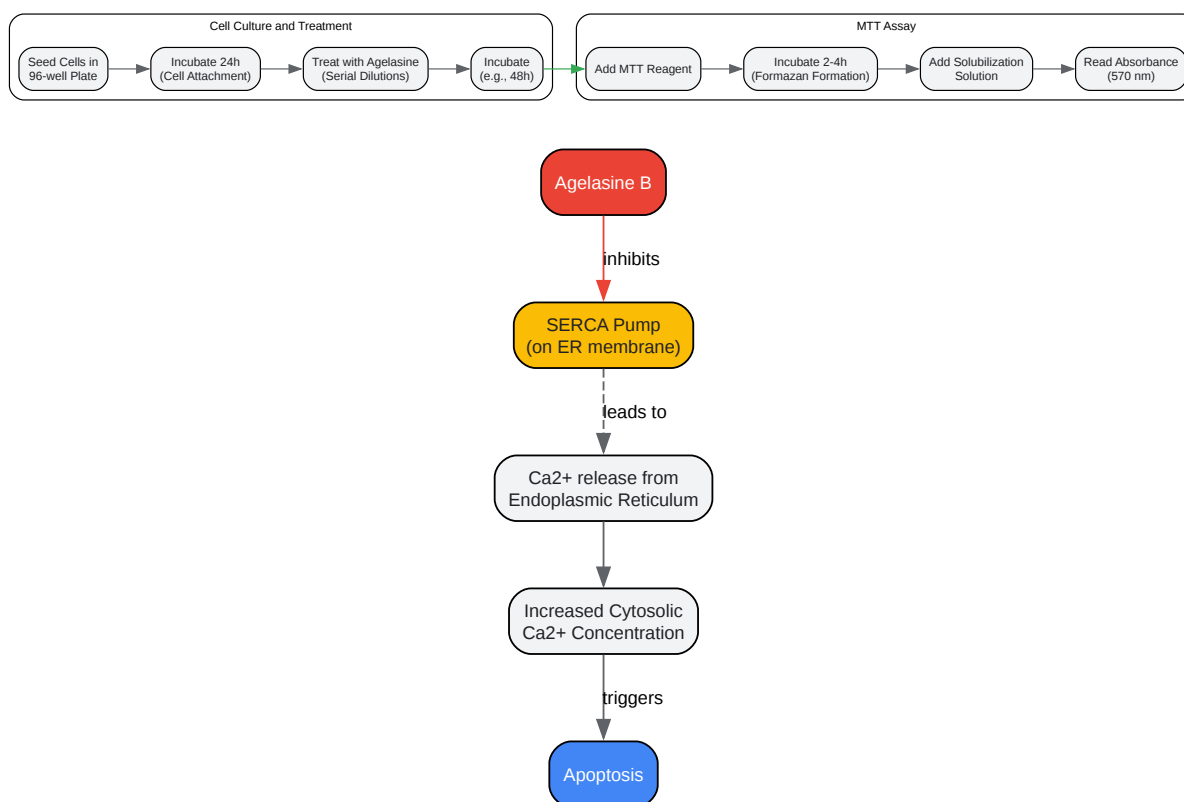 Cell Culture and Treatment
Seed Cells in
96-well Plate
Incubate 24h
(Cell Attachment)
Treat with Agelasine
(Serial Dilutions)
Incubate
(e.g., 48h)
MTT Assay
Add MTT Reagent
Incubate 2-4h
(Formazan Formation)
Add Solubilization
Solution
Read Absorbance
(570 nm)
Agelasine B
inhibits
SERCA Pump
(on ER membrane)
leads to
Ca2+ release from
Endoplasmic Reticulum
Increased Cytosolic
Ca2+ Concentration
triggers
Apoptosis